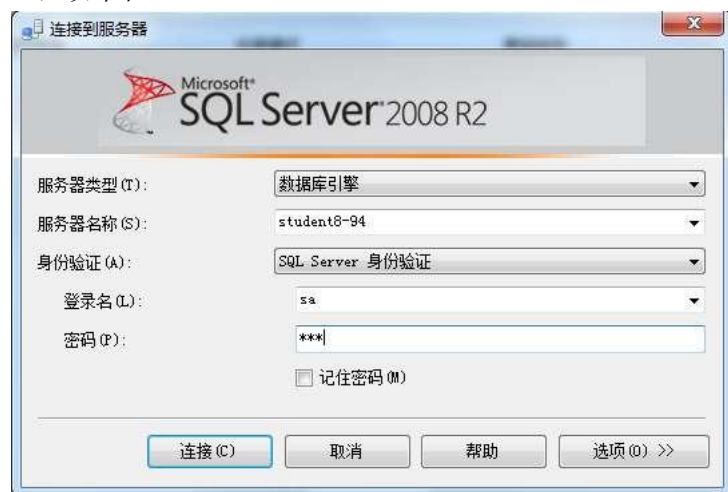 连接到服务器
Microsoft®
SQL Server® 2008 R2
服务器类型(T): 数据库引擎
服务器名称(S): student8-94
身份验证(A): SQL Server 身份验证
登录名(L): sa
密码(P): ***
记住密码(M)
连接(C) 取消 帮助 选项(O) >>